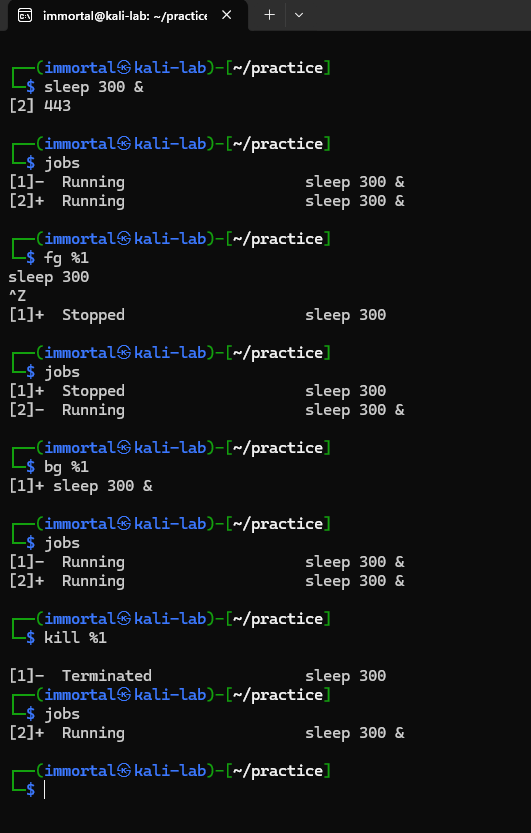 immortal@kali-lab: ~/practice
┌──(immortal㉿kali-lab)-[~/practice]
└─$ sleep 300 &
[2] 443
┌──(immortal㉿kali-lab)-[~/practice]
└─$ jobs
[1]-  Running                 sleep 300 &
[2]+  Running                 sleep 300 &
┌──(immortal㉿kali-lab)-[~/practice]
└─$ fg %1
sleep 300
^Z
[1]+  Stopped                 sleep 300
┌──(immortal㉿kali-lab)-[~/practice]
└─$ jobs
[1]+  Stopped                 sleep 300
[2]-  Running                 sleep 300 &
┌──(immortal㉿kali-lab)-[~/practice]
└─$ bg %1
[1]+ sleep 300 &
┌──(immortal㉿kali-lab)-[~/practice]
└─$ jobs
[1]-  Running                 sleep 300 &
[2]+  Running                 sleep 300 &
┌──(immortal㉿kali-lab)-[~/practice]
└─$ kill %1
[1]-  Terminated              sleep 300
┌──(immortal㉿kali-lab)-[~/practice]
└─$ jobs
[2]+  Running                 sleep 300 &
┌──(immortal㉿kali-lab)-[~/practice]
└─$